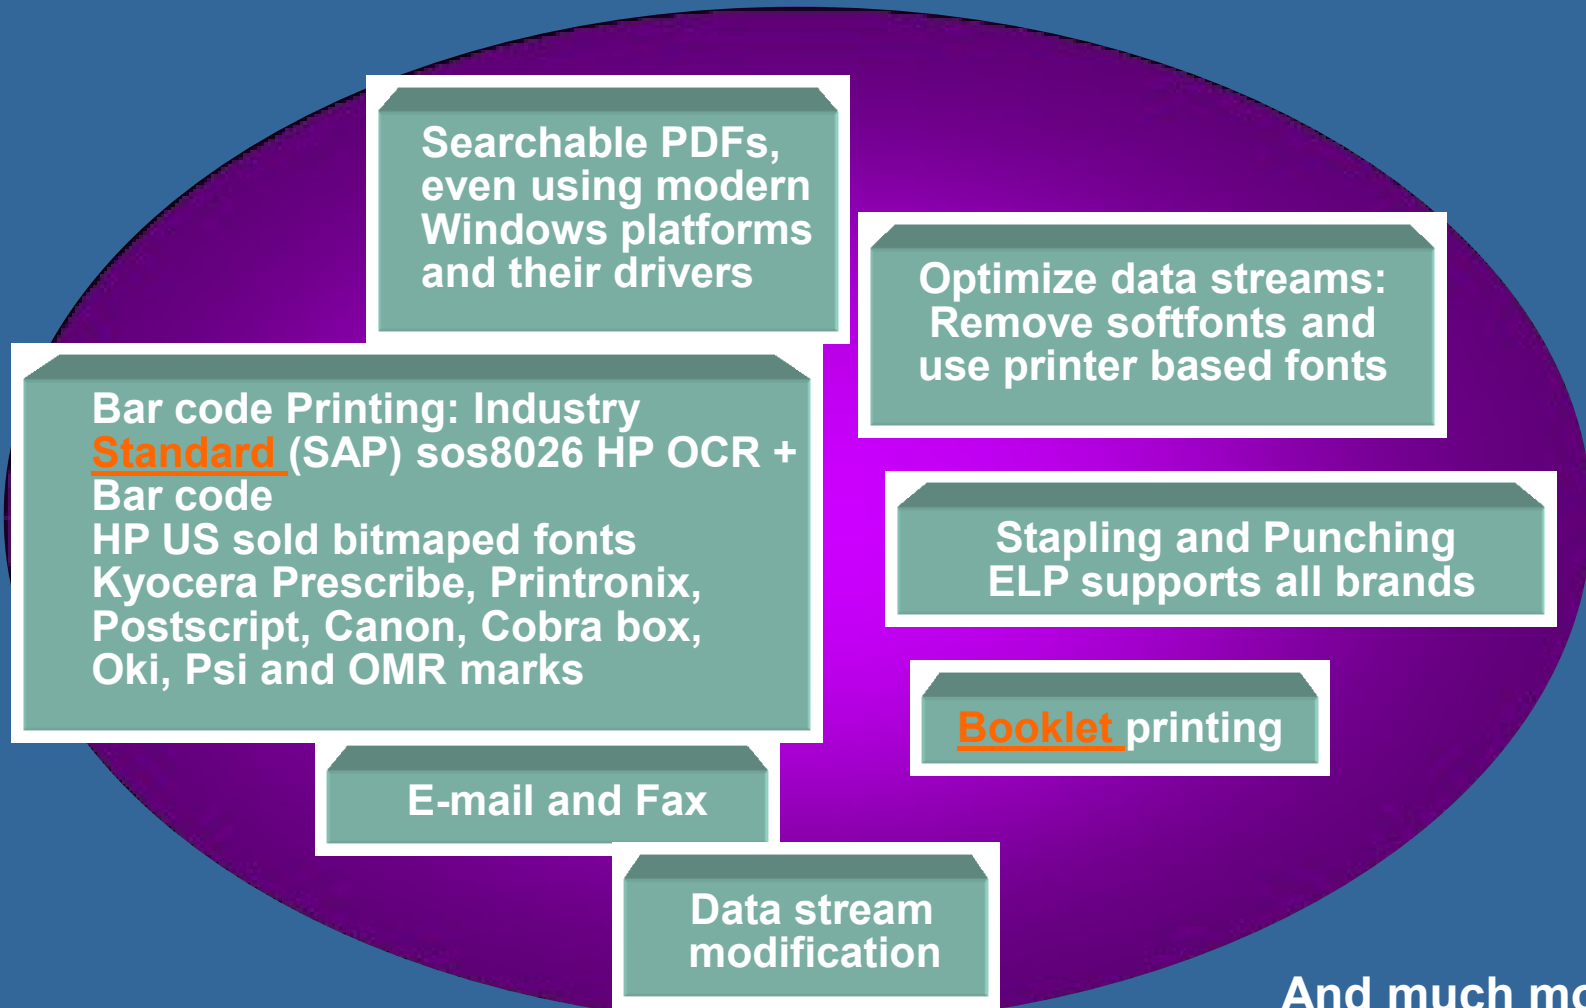 Searchable PDFs,
even using modern
Windows platforms
and their drivers
Optimize data streams:
Remove softfonts and
use printer based fonts
Bar code Printing: Industry
Standard (SAP) sos8026 HP OCR +
Bar code
HP US sold bitmaped fonts
Kyocera Prescribe, Printronix,
Postscript, Canon, Cobra box,
Oki, Psi and OMR marks
Stapling and Punching
ELP supports all brands
Booklet printing
E-mail and Fax
Data stream
modification
And much